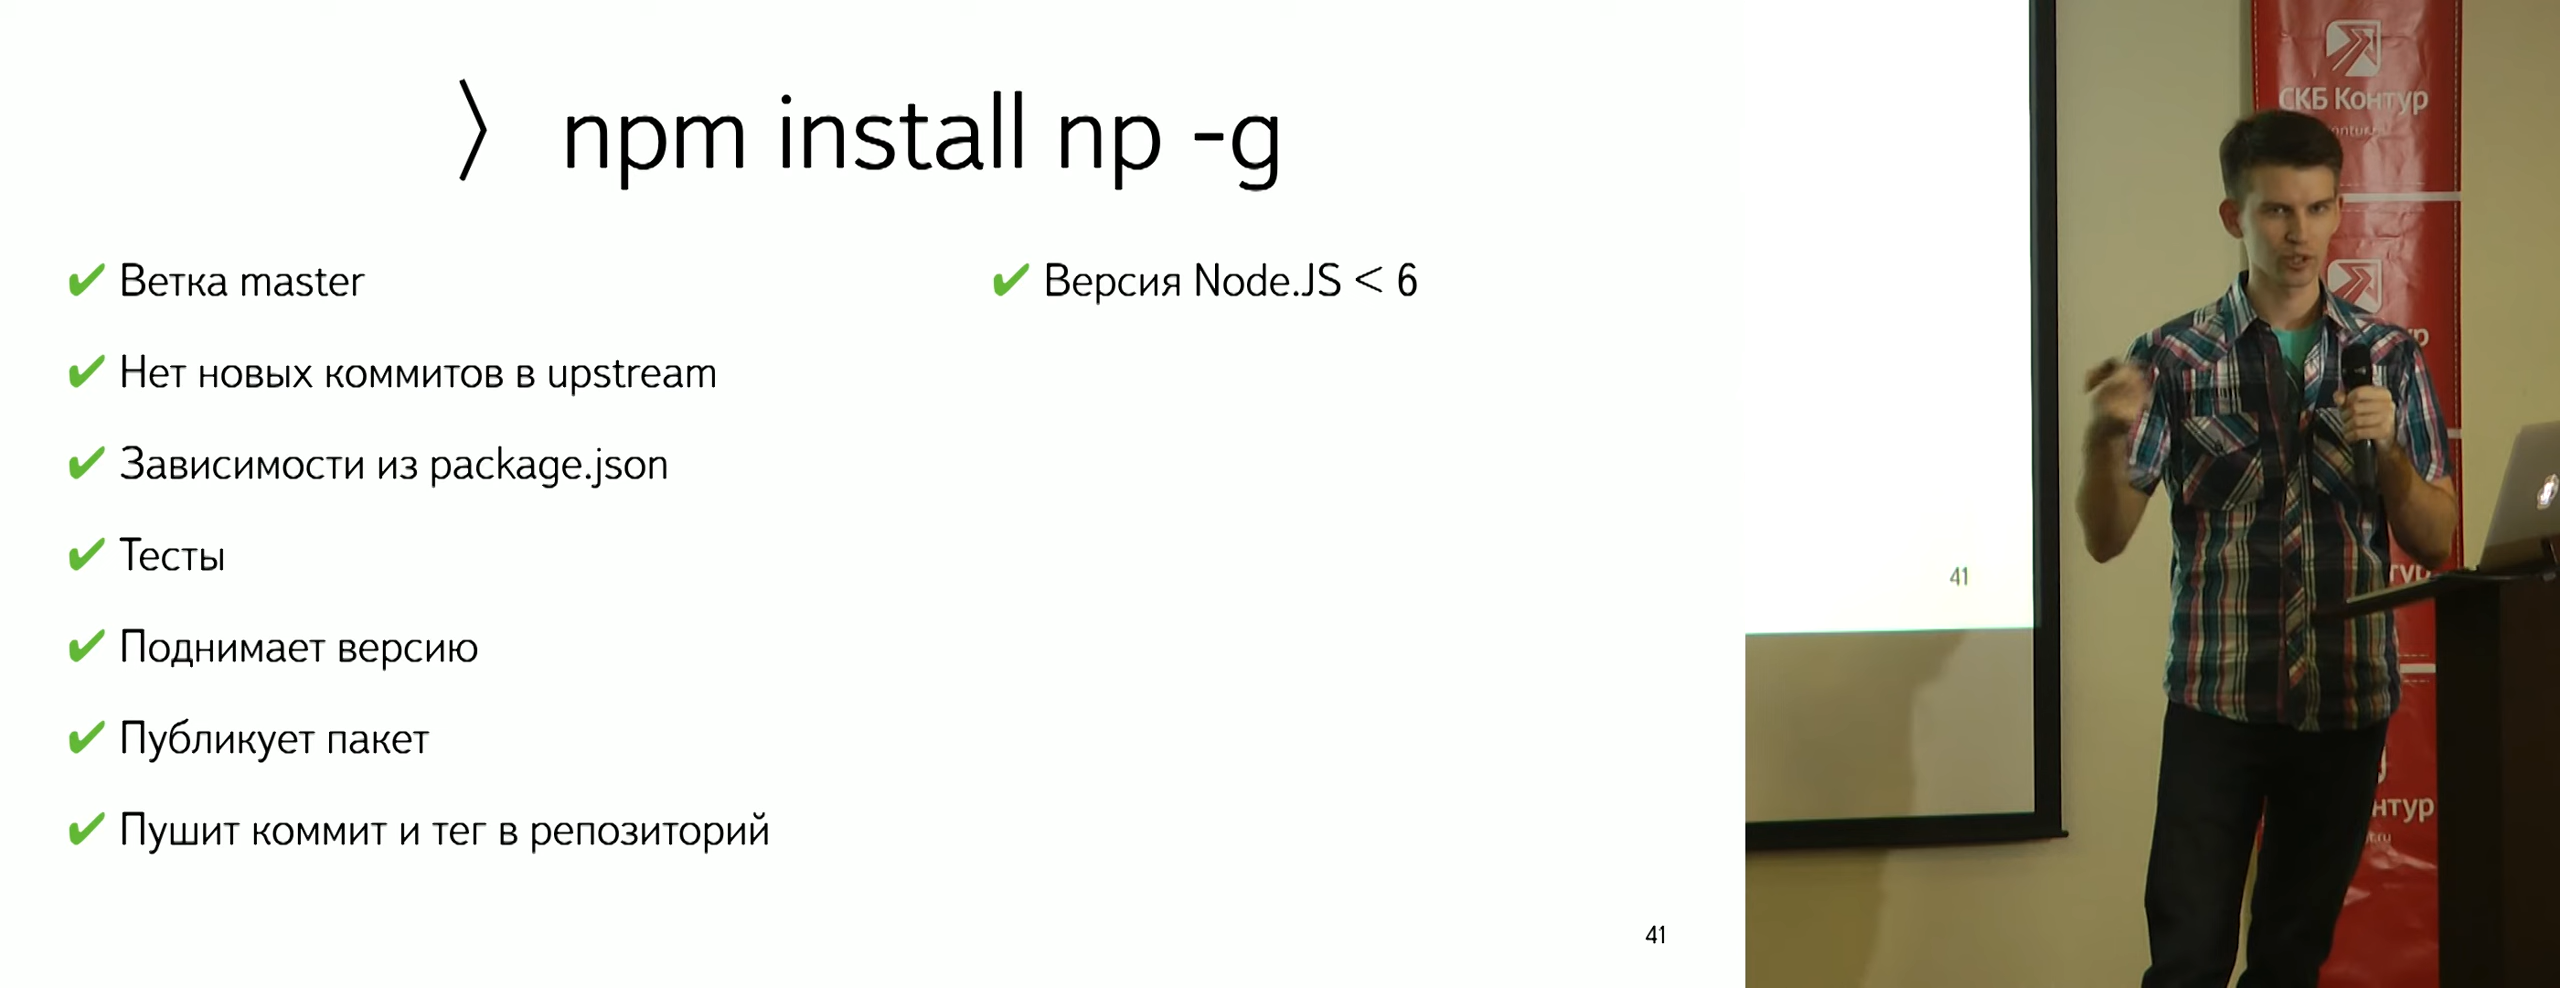 〉 npm install np -g
✔ Ветка master
✔ Нет новых коммитов в upstream
✔ Зависимости из package.json
✔ Тесты
✔ Поднимает версию
✔ Публикует пакет
✔ Пушит коммит и тег в репозиторий
✔ Версия Node.JS < 6
41
41
СКБ Контур